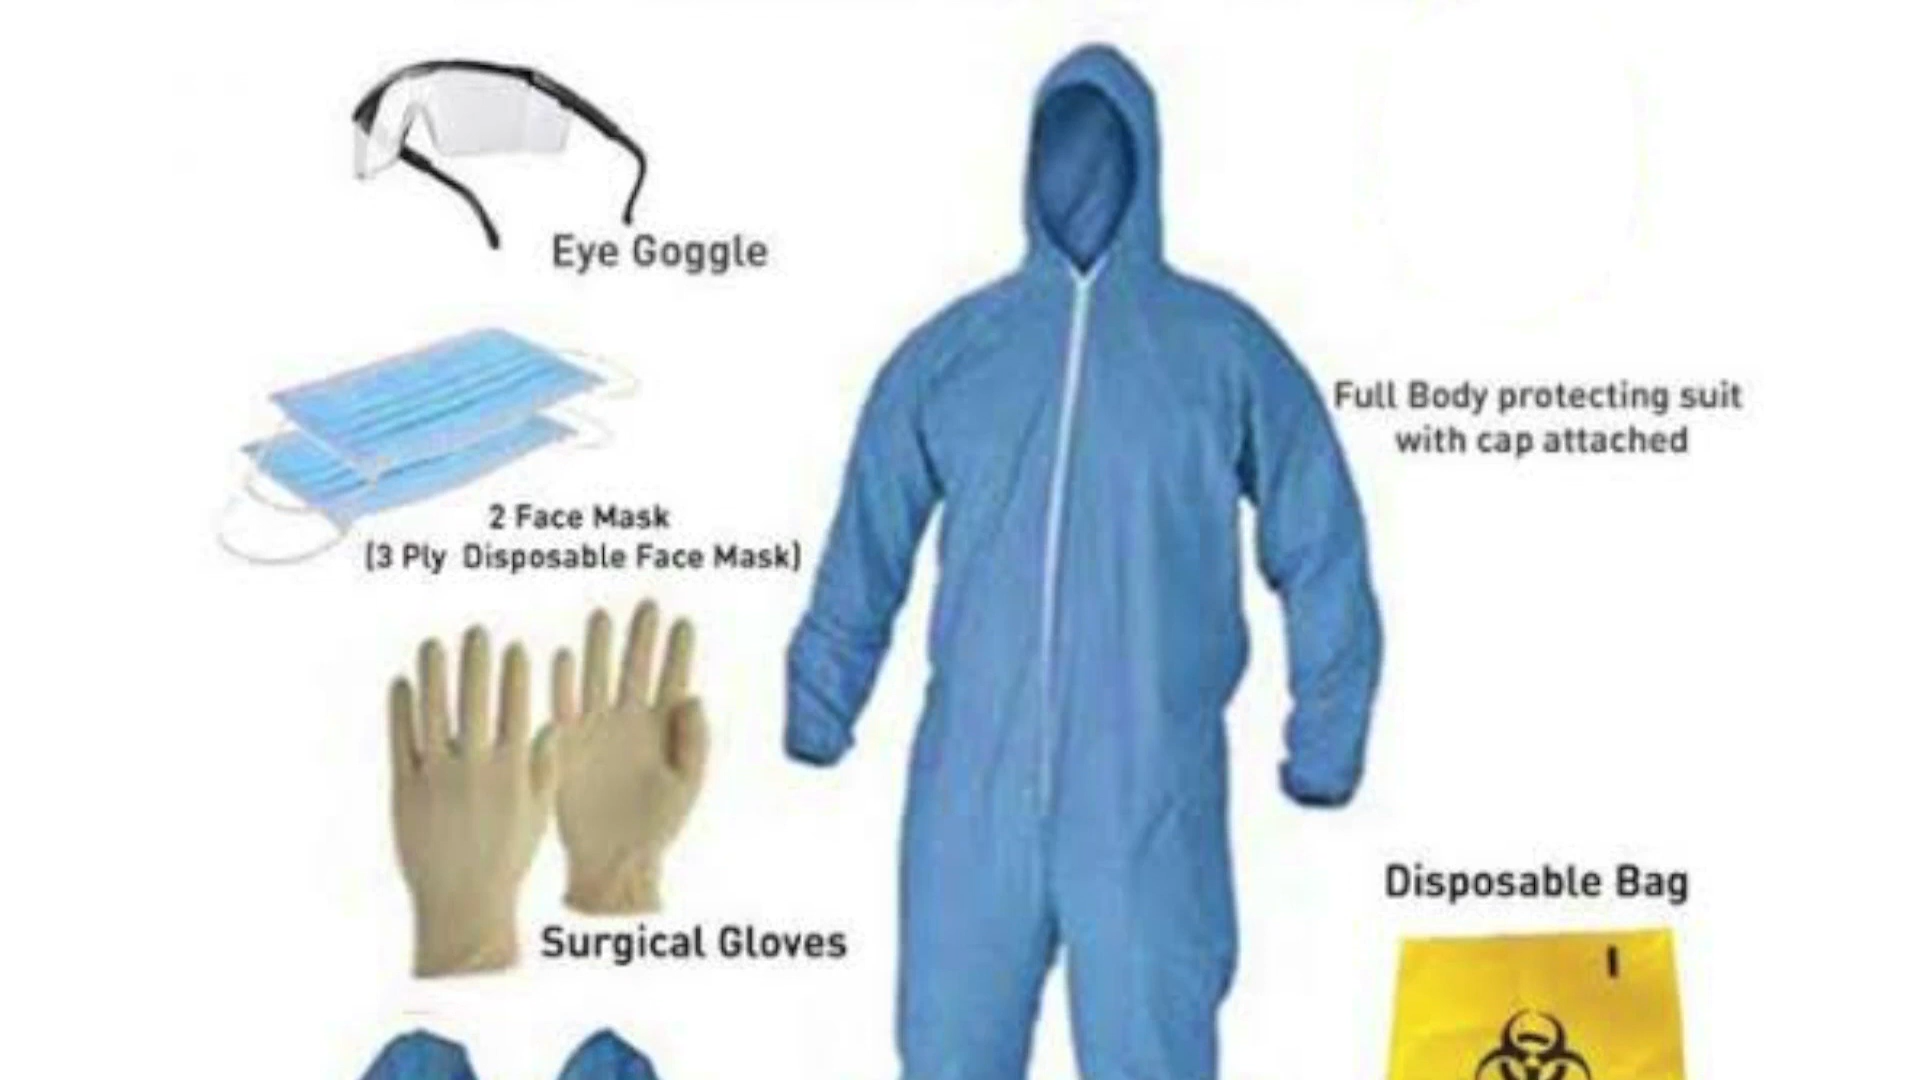 Eye Goggle
2 Face Mask
(3 Ply Disposable Face Mask)
Full Body protecting suit
with cap attached
Surgical Gloves
Disposable Bag